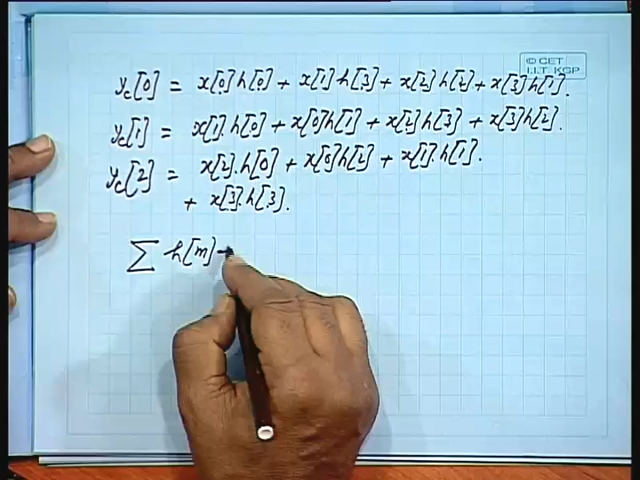 © CET
I.I.T. KGP
y_c[0] = x[0]h[0] + x[1]h[3] + x[2]h[2] + x[3]h[1].
y_c[1] = x[1].h[0] + x[0]h[1] + x[2]h[3] + x[3]h[2].
y_c[2] = x[2].h[0] + x[0]h[2] + x[1].h[1].
+ x[3].h[3].
∑ h[m]